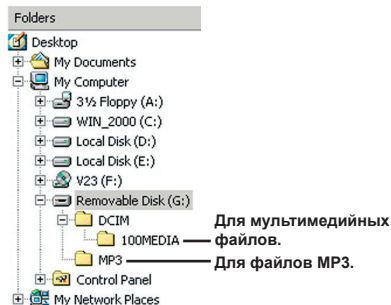 Folders
Desktop
My Documents
My Computer
3½ Floppy (A:)
WIN_2000 (C:)
Local Disk (D:)
Local Disk (E:)
V23 (F:)
Removable Disk (G:)
DCIM
100MEDIA
Для мультимедийных
файлов.
MP3
Для файлов MP3.
Control Panel
My Network Places